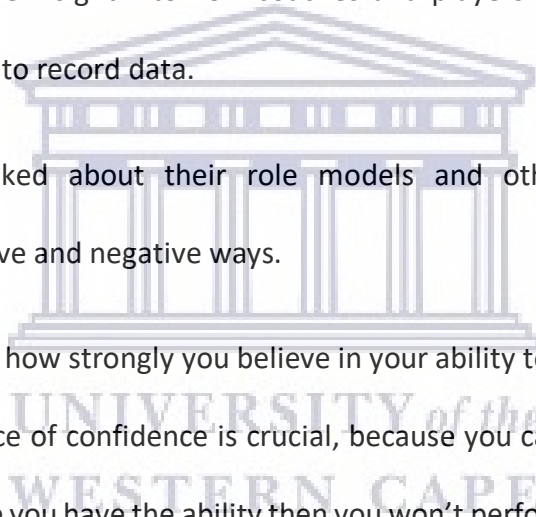 to record data.
ked about their role models and oth
ve and negative ways.
how strongly you believe in your ability t
UNIVERSITY of the
ce of confidence is crucial, because you ca
WESTERN CAPE
you have the ability then you won't perfo